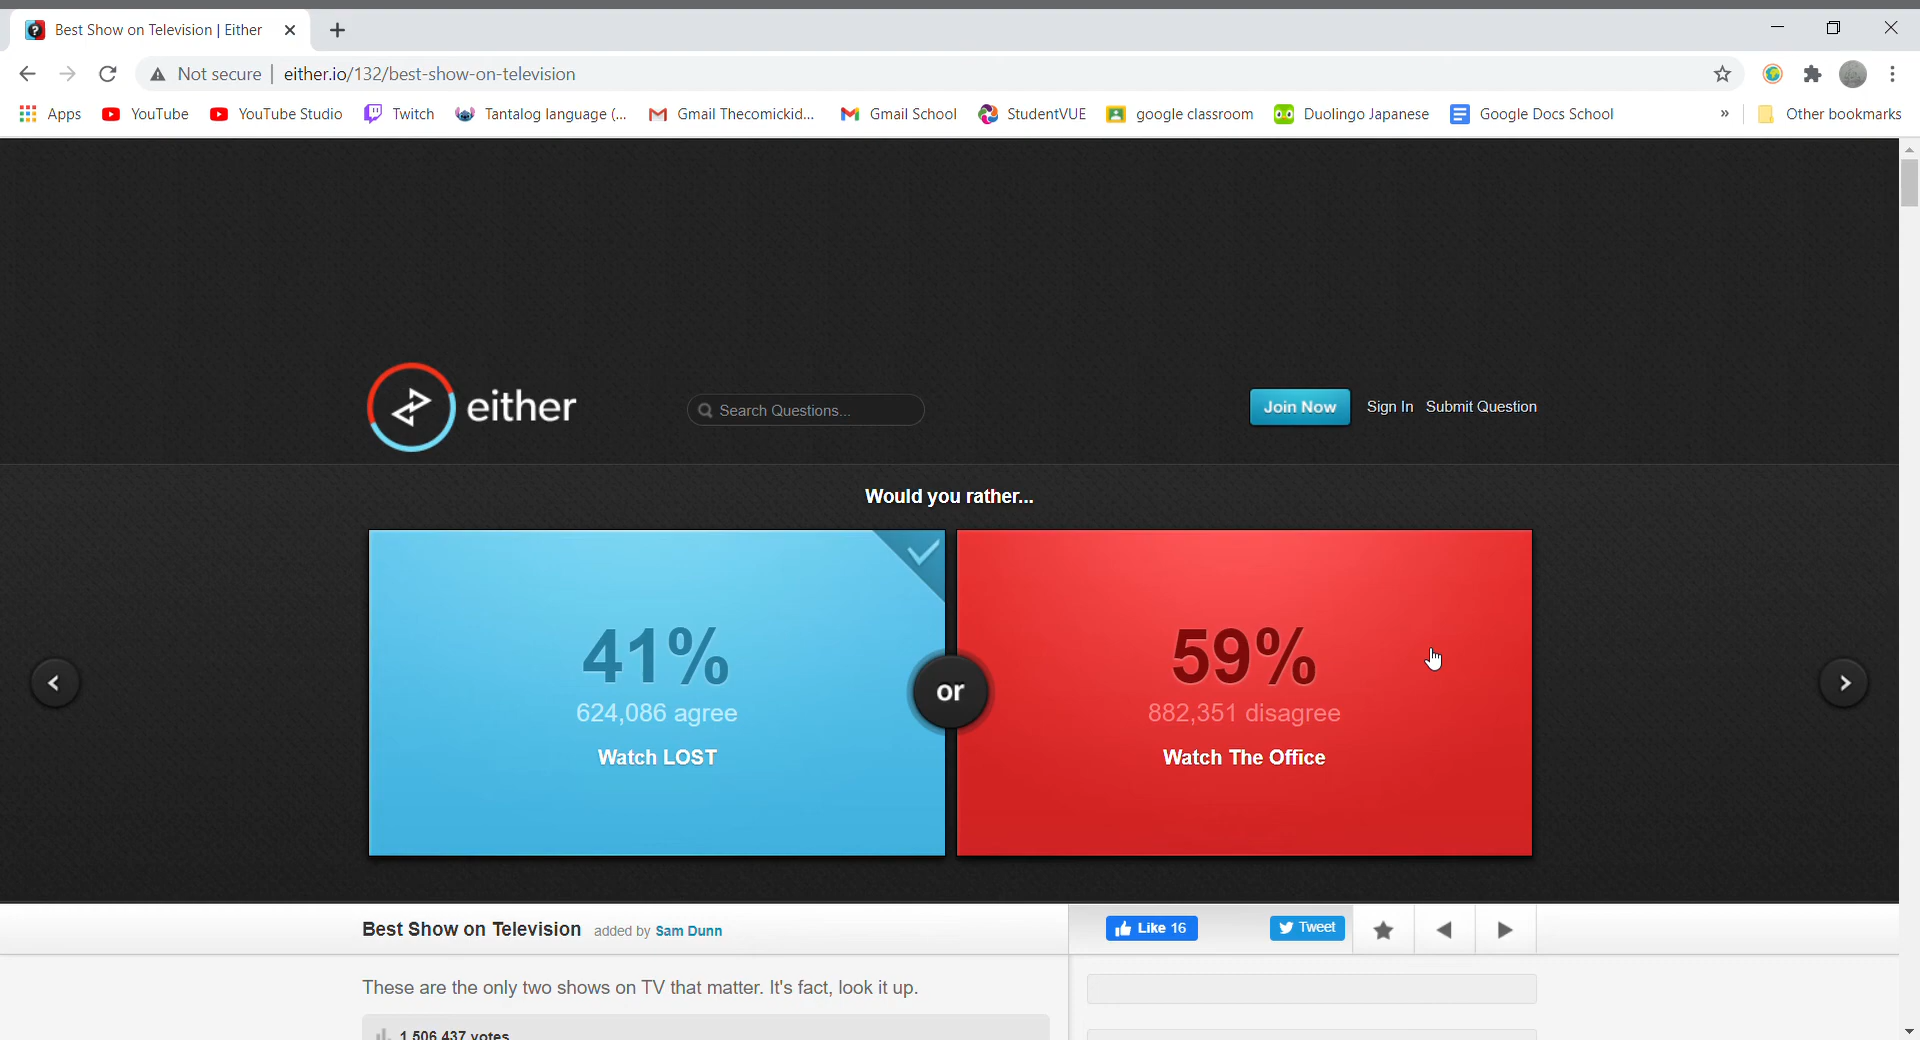 Best Show on Television | Either
Not secure | either.io/132/best-show-on-television
Apps YouTube YouTube Studio Twitch Tantalog language (... Gmail Thecomickid... Gmail School StudentVUE google classroom Duolingo Japanese Google Docs School » Other bookmarks
either
Search Questions...
Join Now Sign In Submit Question
Would you rather...
41%
624,086 agree
Watch LOST
or
59%
882,351 disagree
Watch The Office
Best Show on Television added by Sam Dunn
Like 16 Tweet
These are the only two shows on TV that matter. It's fact, look it up.
1,506,437 votes